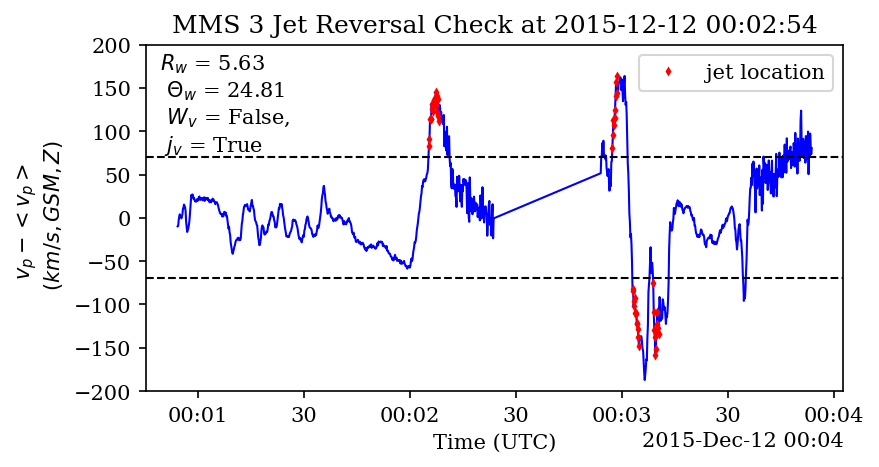 MMS 3 Jet Reversal Check at 2015-12-12 00:02:54
R_w = 5.63
Θ_w = 24.81
W_v = False,
j_v = True
jet location
v_p − < v_p >
(km/s, GSM, Z)
200
150
100
50
0
−50
−100
−150
−200
00:01 30 00:02 30 00:03 30 00:04
Time (UTC)
2015-Dec-12 00:04